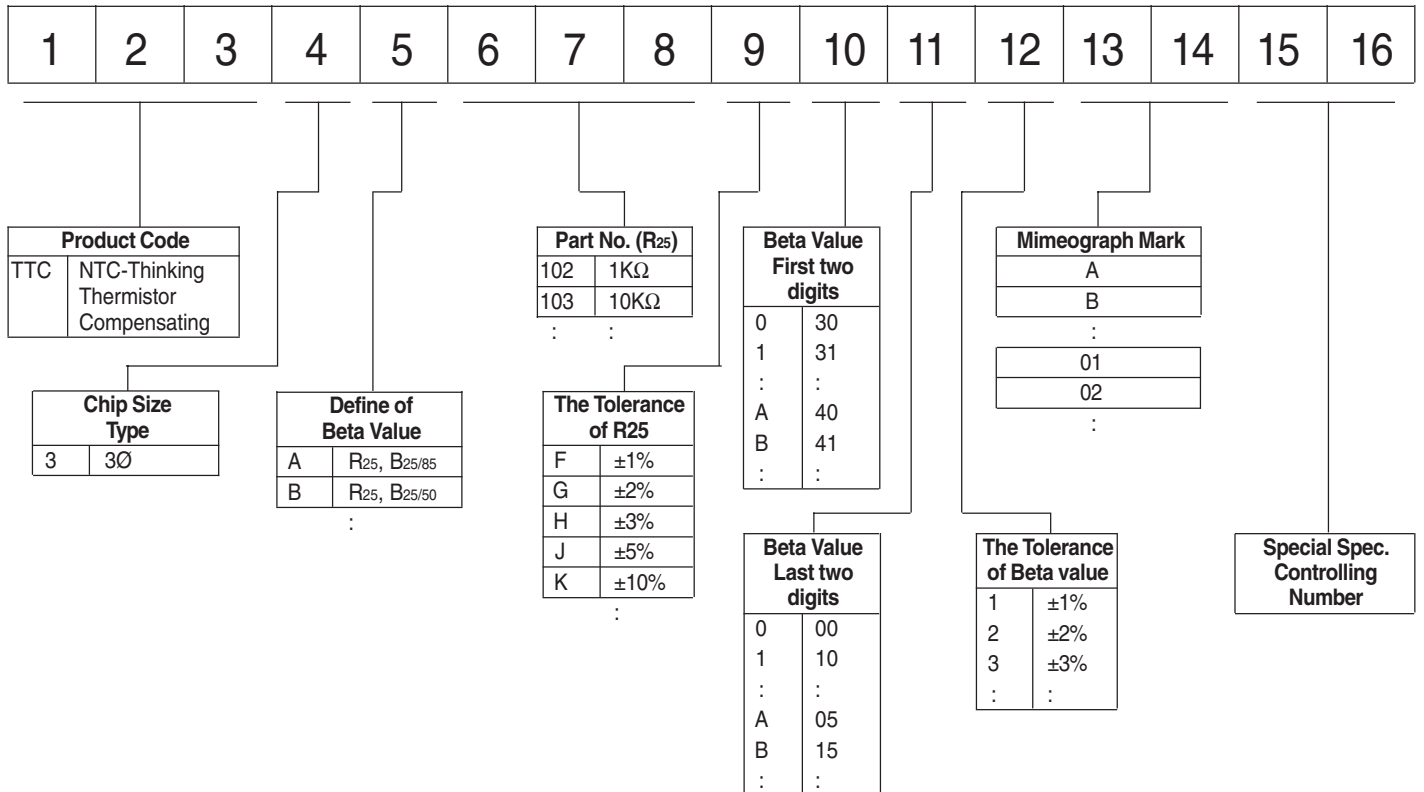 1 2 3 4 5 6 7 8 9 10 11 12 13 14 15 16
Product Code
TTC NTC-Thinking
Thermistor
Compensating
Chip Size
Type
3 3Ø
Define of
Beta Value
A R25, B25/85
B R25, B25/50
:
Part No. (R25)
102 1KΩ
103 10KΩ
: :
The Tolerance
of R25
F ±1%
G ±2%
H ±3%
J ±5%
K ±10%
:
Beta Value
First two
digits
0 30
1 31
: :
A 40
B 41
: :
Beta Value
Last two
digits
0 00
1 10
: :
A 05
B 15
: :
The Tolerance
of Beta value
1 ±1%
2 ±2%
3 ±3%
: :
Mimeograph Mark
A
B
:
01
02
:
Special Spec.
Controlling
Number